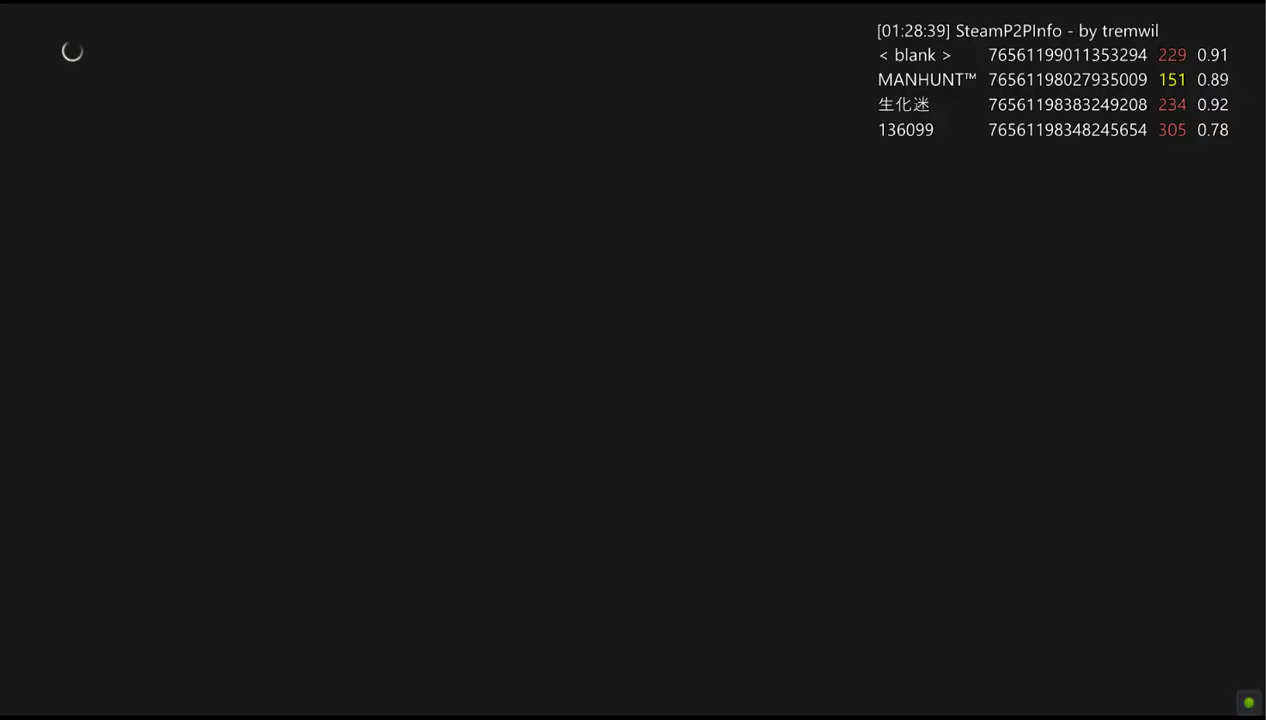 [01:28:39] SteamP2PInfo - by tremwil
< blank > 76561199011353294 229 0.91
MANHUNT™ 76561198027935009 151 0.89
生化迷 76561198383249208 234 0.92
136099 76561198348245654 305 0.78